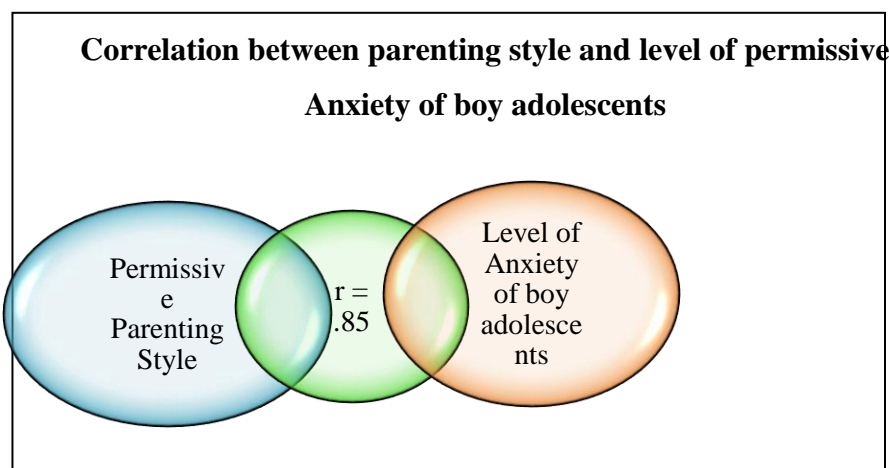 Correlation between parenting style and level of permissive
Anxiety of boy adolescents
Permissiv
e
Parenting
Style
r =
.85
Level of
Anxiety
of boy
adolesce
nts